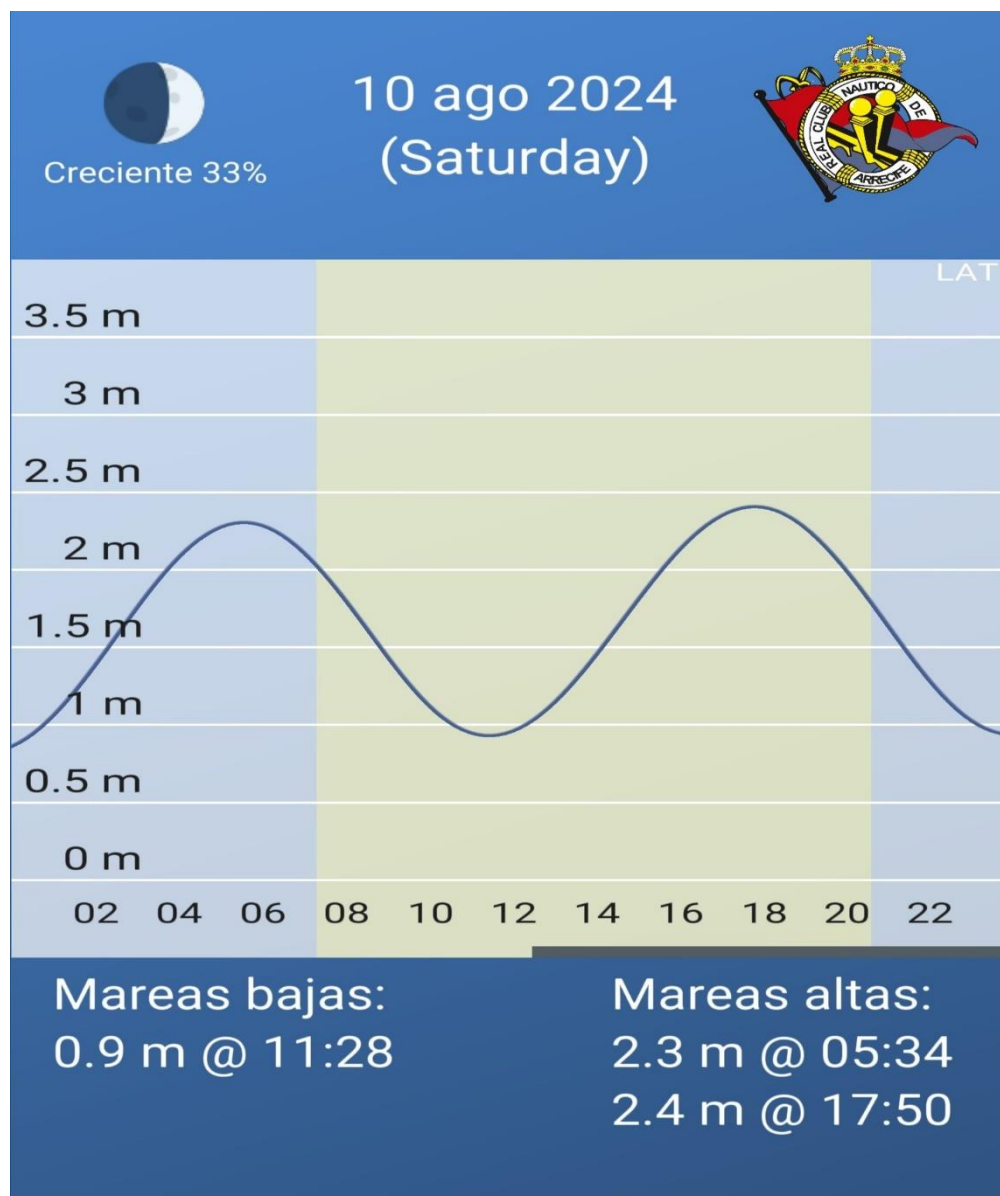 10 ago 2024
(Saturday)
Creciente 33%
REAL CLUB NAUTICO DE ARRECIFE
LAT
3.5 m
3 m
2.5 m
2 m
1.5 m
1 m
0.5 m
0 m
02 04 06 08 10 12 14 16 18 20 22
Mareas bajas:
0.9 m @ 11:28
Mareas altas:
2.3 m @ 05:34
2.4 m @ 17:50